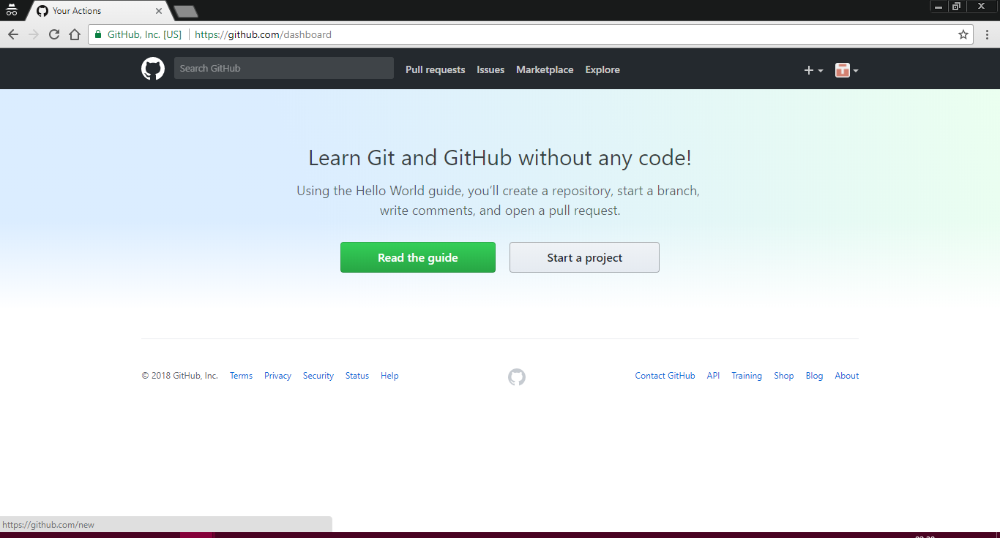 Your Actions
GitHub, Inc. [US] https://github.com/dashboard
Search GitHub Pull requests Issues Marketplace Explore
Learn Git and GitHub without any code!
Using the Hello World guide, you’ll create a repository, start a branch,
write comments, and open a pull request.
Read the guide Start a project
© 2018 GitHub, Inc. Terms Privacy Security Status Help Contact GitHub API Training Shop Blog About
https://github.com/new